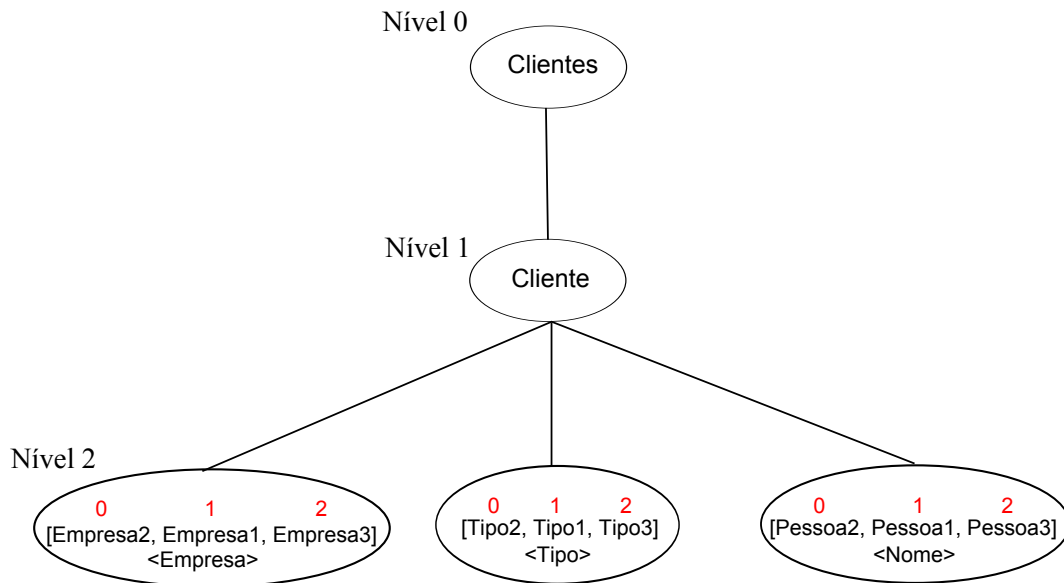 Nível 0
Clientes
Nível 1
Cliente
Nível 2
0 1 2
[Empresa2, Empresa1, Empresa3]
<Empresa>
0 1 2
[Tipo2, Tipo1, Tipo3]
<Tipo>
0 1 2
[Pessoa2, Pessoa1, Pessoa3]
<Nome>